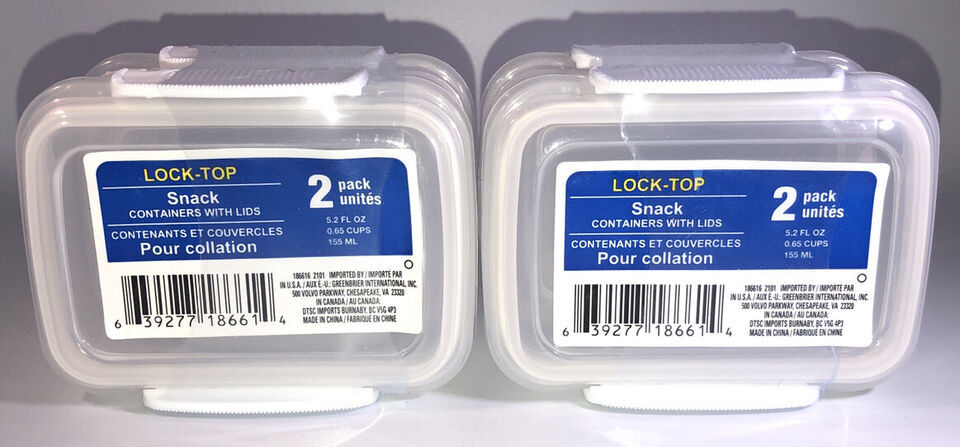 LOCK-TOP
Snack
CONTAINERS WITH LIDS
CONTENANTS ET COUVERCLES
Pour collation
2 pack
unités
5.2 FL OZ
0.65 CUPS
155 ML
186616 2101 IMPORTED BY / IMPORTÉ PAR
IN U.S.A. / AUX É.-U.: GREENBRIER INTERNATIONAL, INC.
500 VOLVO PARKWAY, CHESAPEAKE, VA 23320
IN CANADA / AU CANADA:
DTSC IMPORTS BURNABY, BC V5G 4P3
MADE IN CHINA / FABRIQUÉ EN CHINE
6 39277 18661 4
LOCK-TOP
Snack
CONTAINERS WITH LIDS
CONTENANTS ET COUVERCLES
Pour collation
2 pack
unités
5.2 FL OZ
0.65 CUPS
155 ML
186616 2101 IMPORTED BY / IMPORTÉ PAR
IN U.S.A. / AUX É.-U.: GREENBRIER INTERNATIONAL, INC.
500 VOLVO PARKWAY, CHESAPEAKE, VA 23320
IN CANADA / AU CANADA:
DTSC IMPORTS BURNABY, BC V5G 4P3
MADE IN CHINA / FABRIQUÉ EN CHINE
6 39277 18661 4